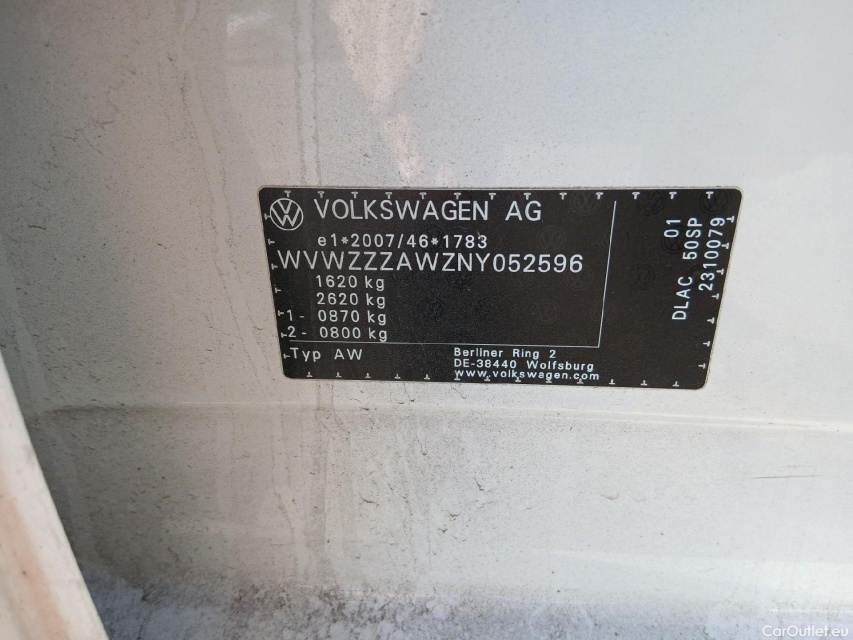 VOLKSWAGEN AG
e1*2007/46*1783
WVWZZZAWZNY052596
1620 kg
2620 kg
1- 0870 kg
2- 0800 kg
Typ AW
Berliner Ring 2
DE-38440 Wolfsburg
www.volkswagen.com
01
DLAC 50SP
2310079
CarOutlet.eu